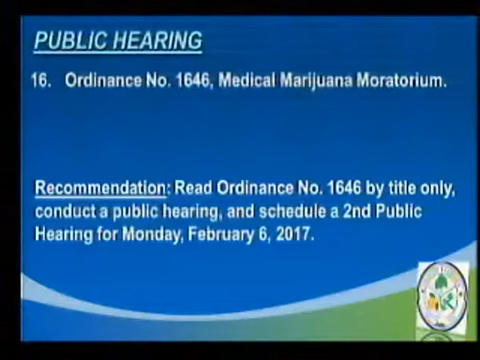 PUBLIC HEARING
16. Ordinance No. 1646, Medical Marijuana Moratorium.
Recommendation: Read Ordinance No. 1646 by title only,
conduct a public hearing, and schedule a 2nd Public
Hearing for Monday, February 6, 2017.